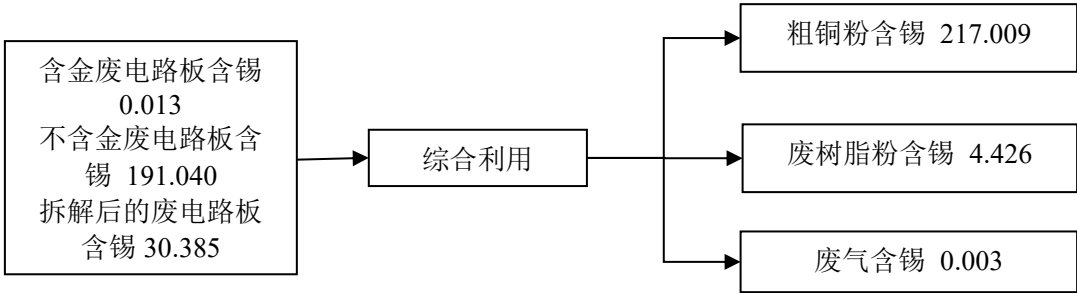 含金废电路板含锡
0.013
不含金废电路板含
锡 191.040
拆解后的废电路板
含锡 30.385
综合利用
粗铜粉含锡 217.009
废树脂粉含锡 4.426
废气含锡 0.003